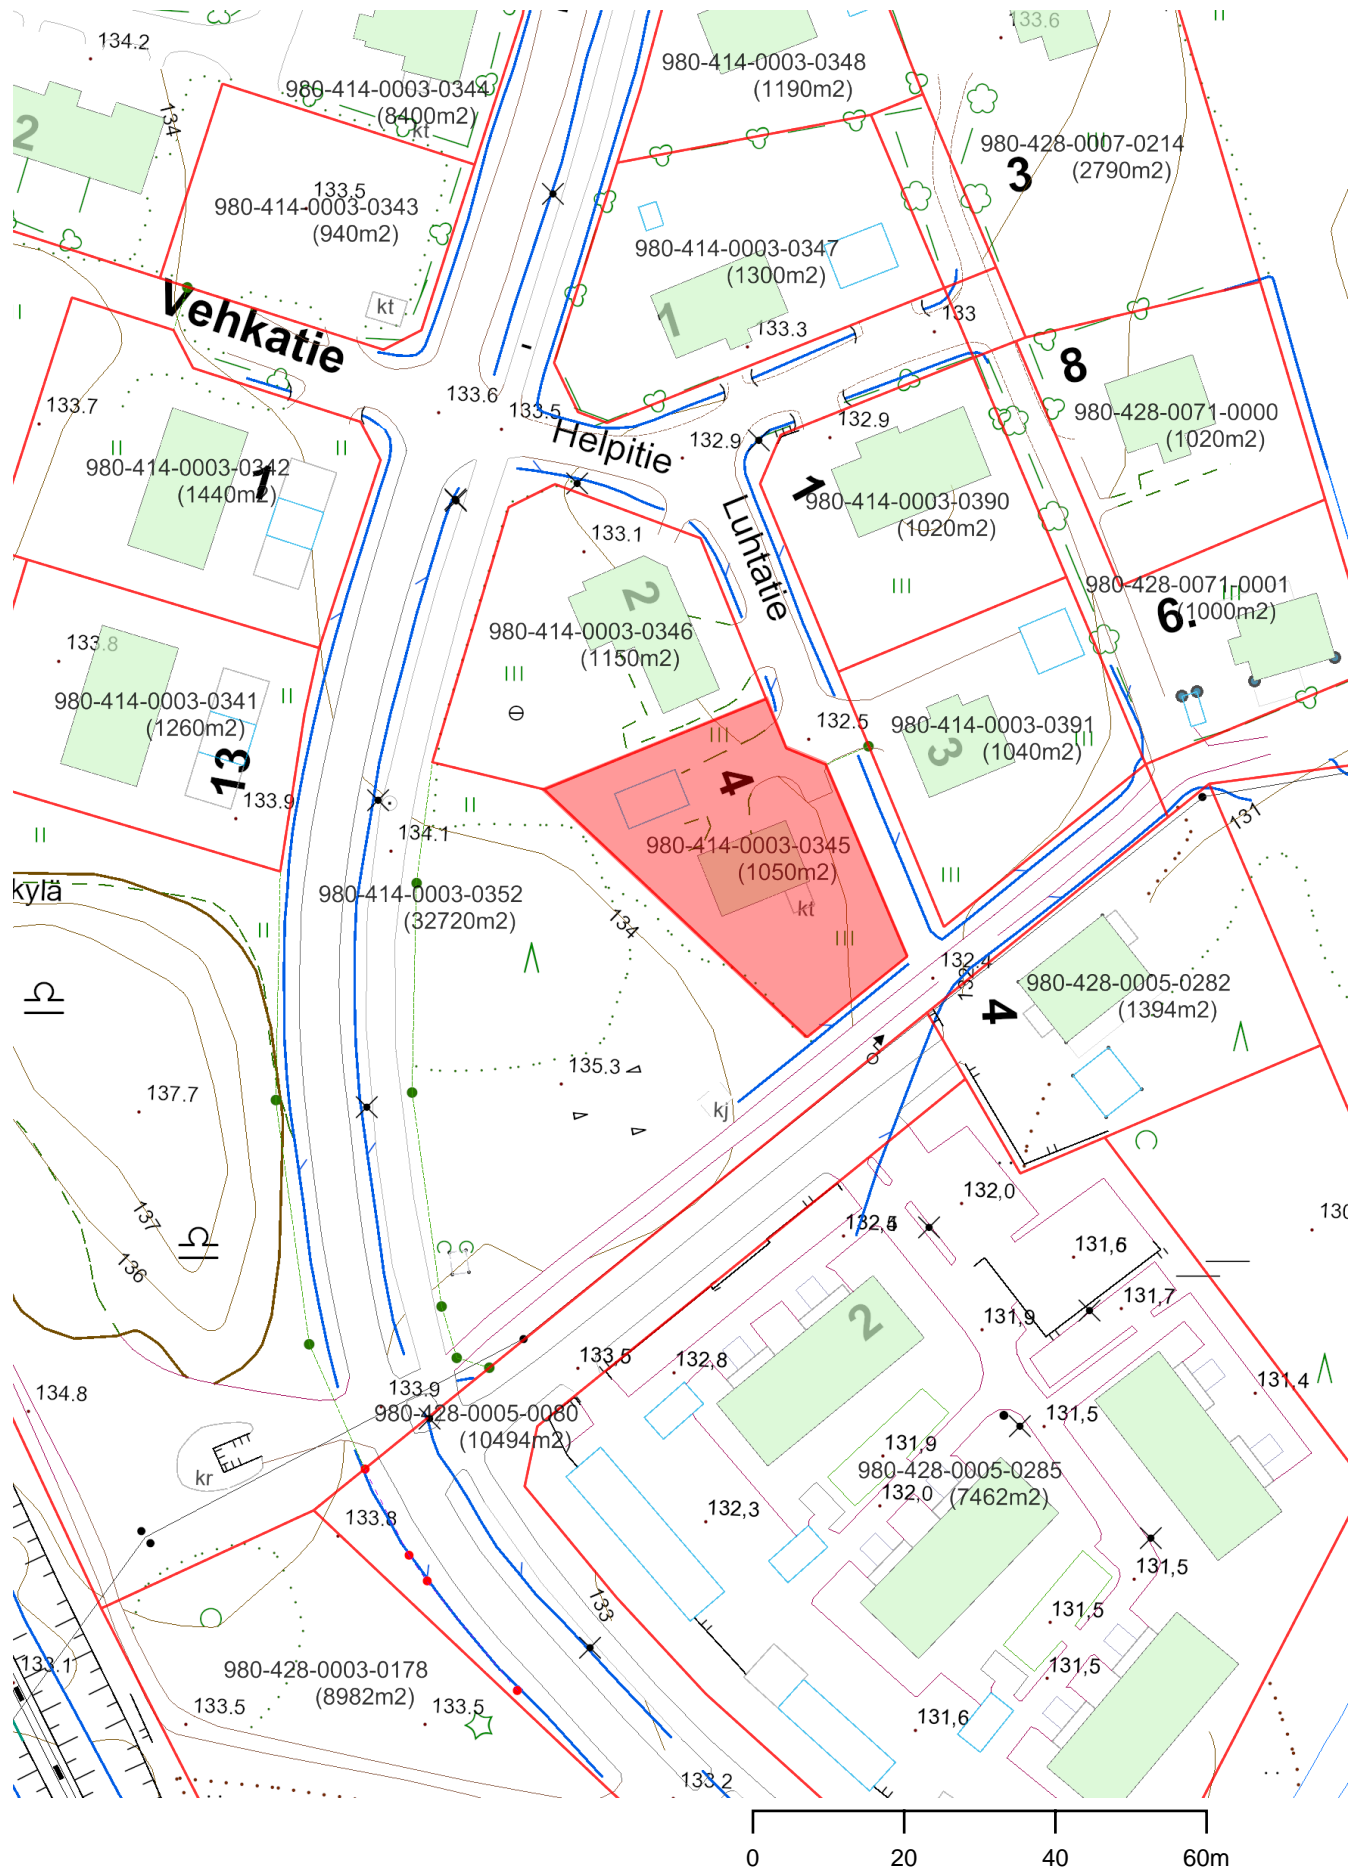 134.2
133.6
980-414-0003-0344
(8400m2)
kt
980-414-0003-0348
(1190m2)
134
2
980-428-0007-0214
(2790m2)
3
133.5
980-414-0003-0343
(940m2)
980-414-0003-0347
(1300m2)
kt
1
133.3
133
Vehkatie
8
133.7
133.6
133.5
132.9
132.9
980-428-0071-0000
(1020m2)
Helpitie
980-414-0003-0342
(1440m2)
1
1
980-414-0003-0390
(1020m2)
133.1
Luhtatie
2
980-428-0071-0001
(1000m2)
6.
980-414-0003-0346
(1150m2)
133.8
980-414-0003-0341
(1260m2)
13
132.5
980-414-0003-0391
(1040m2)
3
4
133.9
134.1
131
980-414-0003-0345
(1050m2)
kylä
980-414-0003-0352
(32720m2)
kt
134
132.4
980-428-0005-0282
(1394m2)
4
135.3
137.7
kj
137
136
132,0
131,6
131,7
131,9
2
133,5
132,8
131,4
134.8
133.9
980-428-0005-0080
(10494m2)
131,5
131,9
980-428-0005-0285
(7462m2)
132,0
kr
132,3
133.8
131,5
133
131,5
133.1
980-428-0003-0178
(8982m2)
131,5
133.5
133.5
131,6
133.2
0 20 40 60m